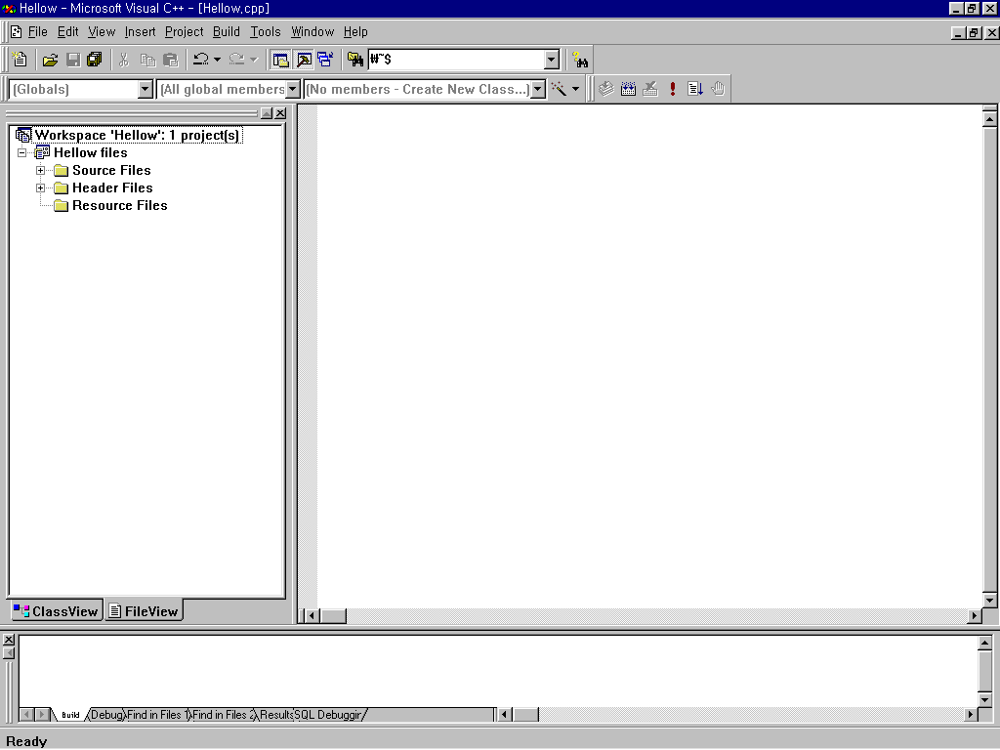 Hellow - Microsoft Visual C++ - [Hellow.cpp]
File Edit View Insert Project Build Tools Window Help
₩~$
(Globals) (All global members (No members - Create New Class...)
Workspace 'Hellow': 1 project(s)
Hellow files
Source Files
Header Files
Resource Files
ClassView FileView
Build Debug Find in Files 1 Find in Files 2 Results SQL Debuggin
Ready